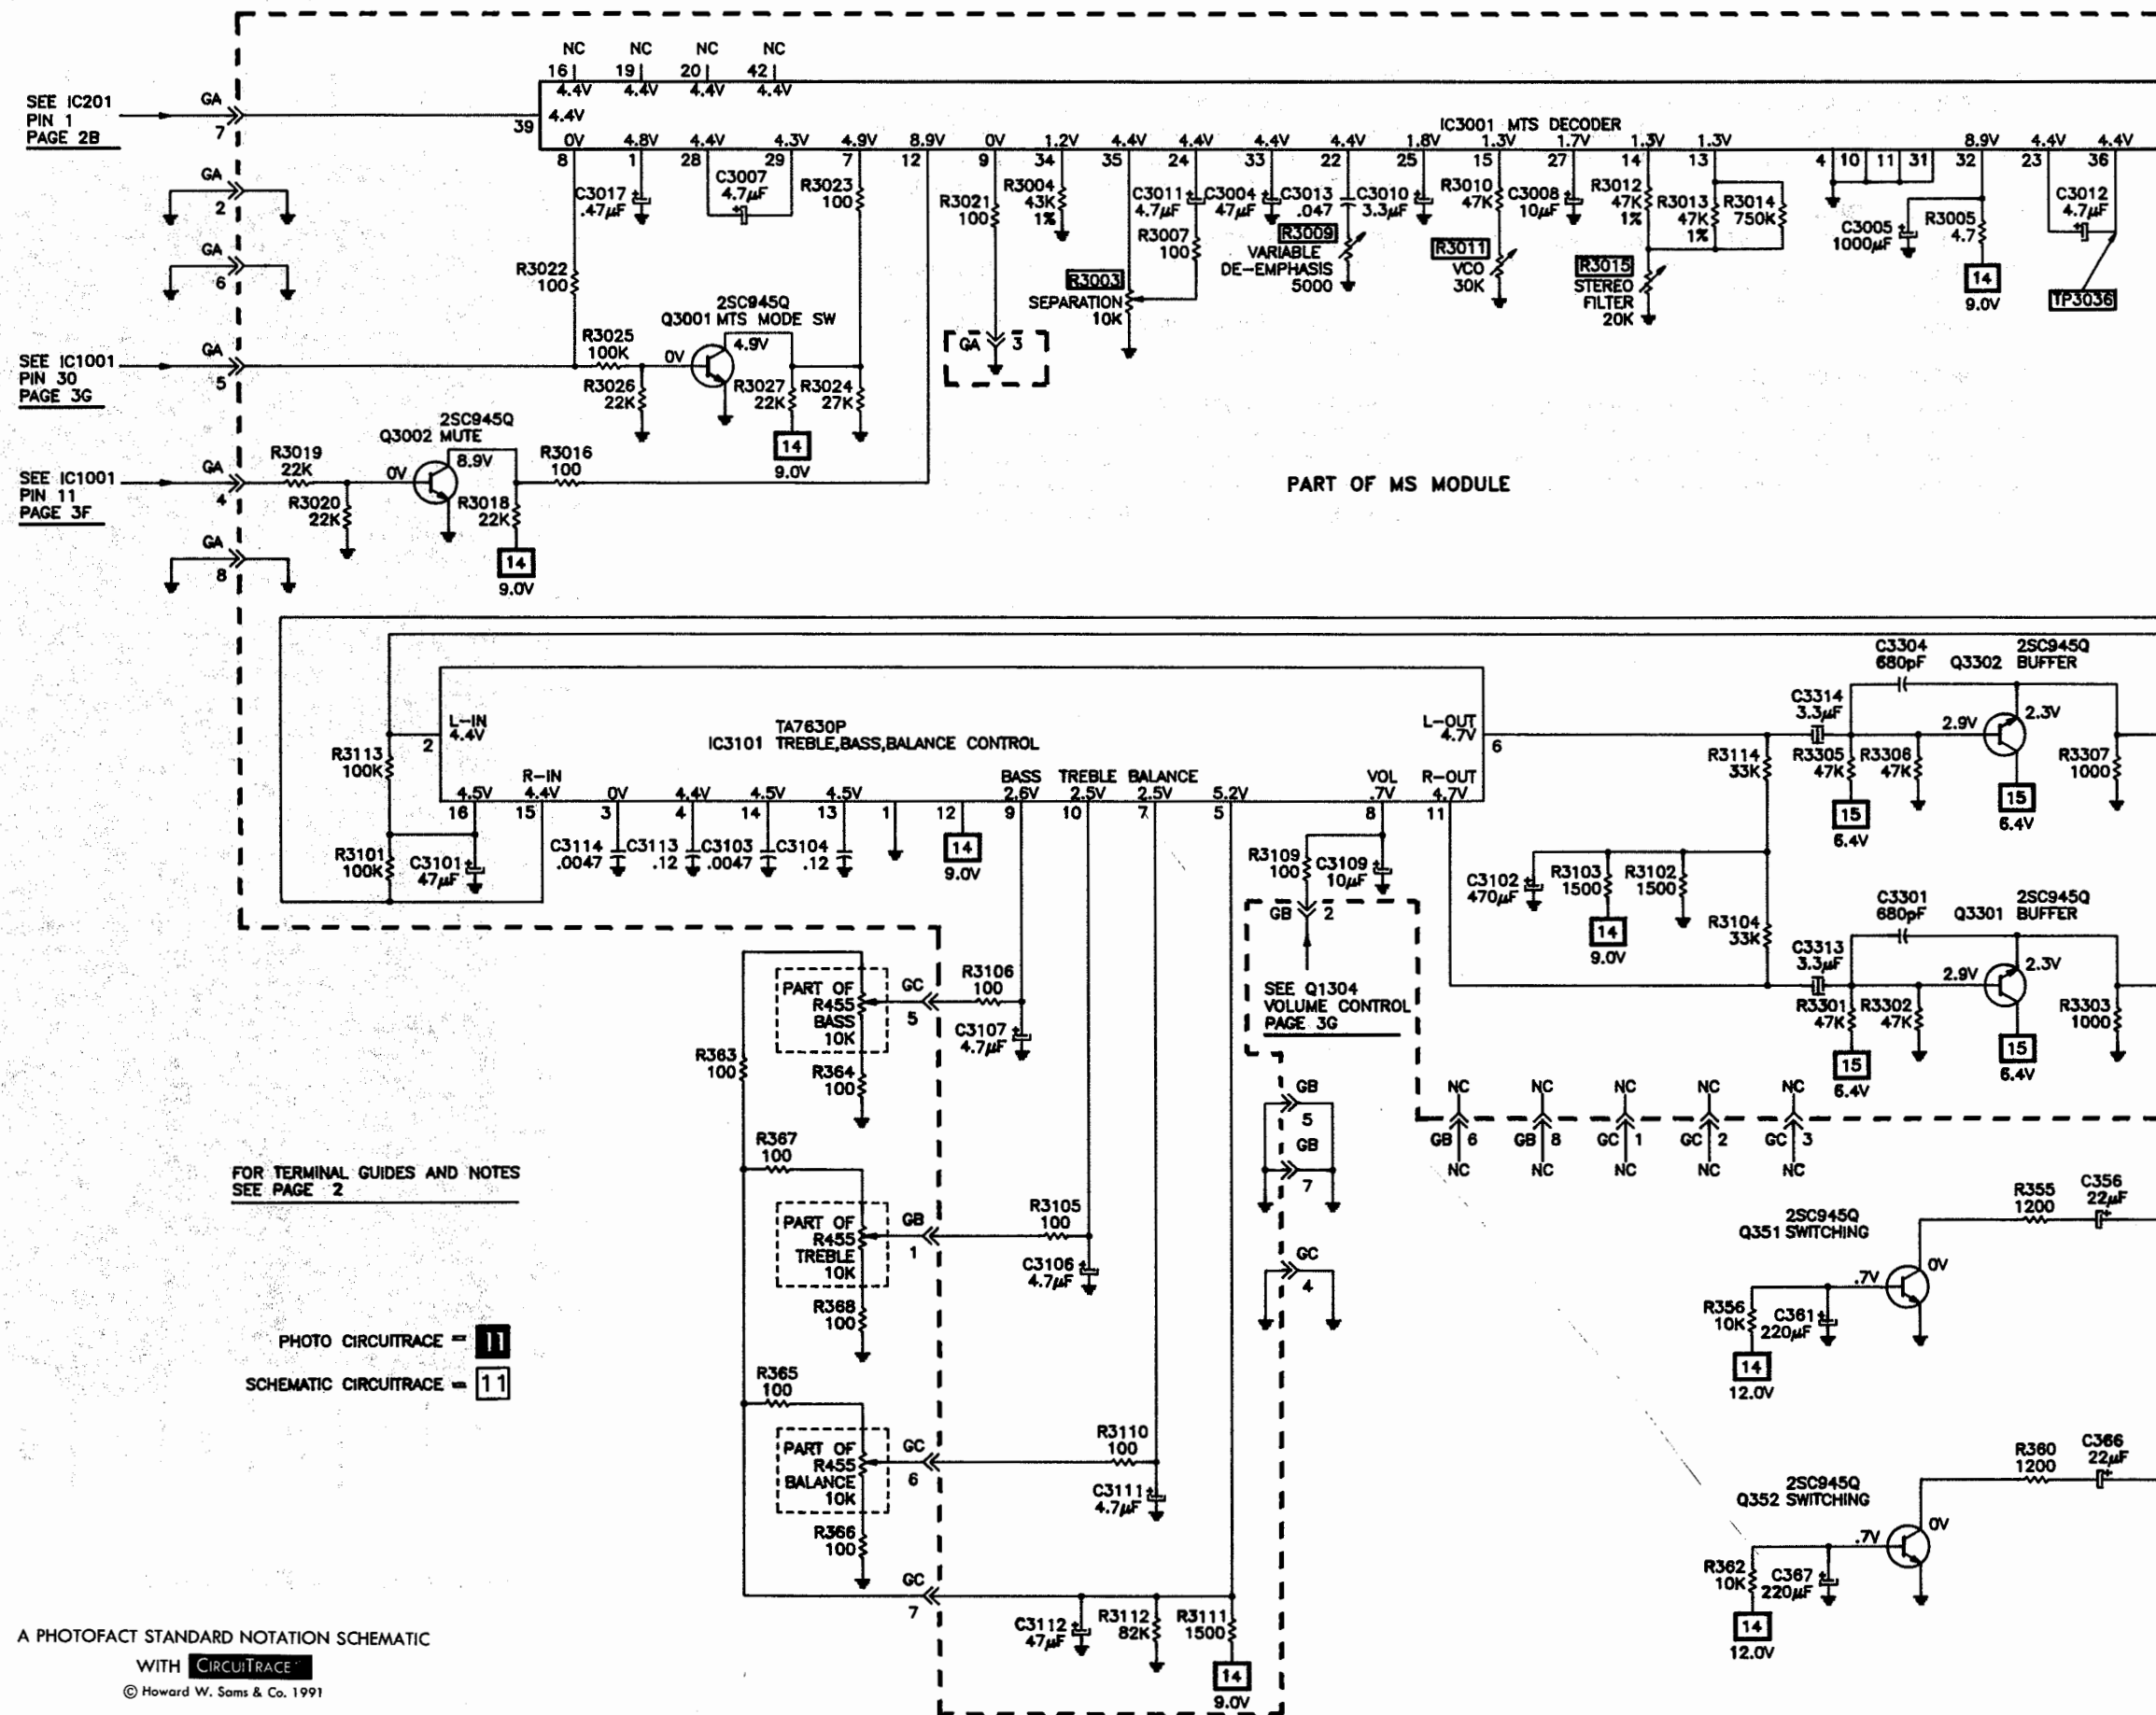 NC NC NC NC
16 19 20 42
4.4V 4.4V 4.4V 4.4V
SEE IC201
PIN 1
PAGE 2B
GA
7
39
4.4V
IC3001 MTS DECODER
0V 4.8V 4.4V 4.3V 4.9V 8.9V 0V 1.2V 4.4V 4.4V 4.4V 4.4V 1.8V 1.3V 1.7V 1.3V 1.3V 8.9V 4.4V 4.4V
8 1 28 29 7 12 9 34 35 24 33 22 25 15 27 14 13 4 10 11 31 32 23 36
GA
2
GA
6
C3017
.47µF
C3007
4.7µF
R3023
100
R3021
100
R3004
43K
1%
C3011
4.7µF
R3007
100
C3004
47µF
C3013
.047
C3010
3.3µF
R3010
47K
C3008
10µF
R3012
47K
1%
R3013
47K
1%
R3014
750K
C3005
1000µF
R3005
4.7
14
9.0V
C3012
4.7µF
TP3036
R3009
VARIABLE
DE-EMPHASIS
5000
R3011
VCO
30K
R3015
STEREO
FILTER
20K
R3003
SEPARATION
10K
R3022
100
2SC945Q
Q3001 MTS MODE SW
4.9V
0V
GA 3
SEE IC1001
PIN 30
PAGE 3G
GA
5
R3025
100K
R3026
22K
R3027
22K
R3024
27K
14
9.0V
2SC945Q
Q3002 MUTE
8.9V
0V
SEE IC1001
PIN 11
PAGE 3F
GA
4
R3019
22K
R3020
22K
R3018
22K
R3016
100
14
9.0V
GA
8
PART OF MS MODULE
L-IN
4.4V
2
TA7630P
IC3101 TREBLE,BASS,BALANCE CONTROL
L-OUT
4.7V
6
R3113
100K
R-IN BASS TREBLE BALANCE VOL R-OUT
4.5V 4.4V 0V 4.4V 4.5V 4.5V 2.6V 2.5V 2.5V 5.2V .7V 4.7V
16 15 3 4 14 13 1 12 9 10 7 5 8 11
R3101
100K
C3101
47µF
C3114
.0047
C3113
.12
C3103
.0047
C3104
.12
14
9.0V
R3109
100
C3109
10µF
GB 2
SEE Q1304
VOLUME CONTROL
PAGE 3G
C3304
680pF
2SC945Q
Q3302 BUFFER
C3314
3.3µF
2.9V
2.3V
R3114
33K
R3305
47K
R3306
47K
R3307
1000
15
6.4V
15
6.4V
C3102
470µF
R3103
1500
R3102
1500
14
9.0V
R3104
33K
C3301
680pF
2SC945Q
Q3301 BUFFER
C3313
3.3µF
2.9V
2.3V
R3301
47K
R3302
47K
R3303
1000
15
6.4V
15
6.4V
PART OF
R455
BASS
10K
GC
5
R3106
100
C3107
4.7µF
R363
100
R364
100
R367
100
PART OF
R455
TREBLE
10K
GB
1
R3105
100
C3106
4.7µF
R368
100
R365
100
PART OF
R455
BALANCE
10K
GC
6
R3110
100
C3111
4.7µF
R366
100
GC
7
C3112
47µF
R3112
82K
R3111
1500
14
9.0V
GB
5
GB
7
GC
4
NC NC NC NC NC
GB 6 GB 8 GC 1 GC 2 GC 3
NC NC NC NC NC
2SC945Q
Q351 SWITCHING
R355
1200
C356
22µF
.7V
0V
R356
10K
C361
220µF
14
12.0V
2SC945Q
Q352 SWITCHING
R360
1200
C366
22µF
.7V
0V
R362
10K
C367
220µF
14
12.0V
FOR TERMINAL GUIDES AND NOTES
SEE PAGE 2
PHOTO CIRCUITRACE = 11
SCHEMATIC CIRCUITRACE = 11
A PHOTOFACT STANDARD NOTATION SCHEMATIC
WITH CIRCUITRACE
© Howard W. Sams & Co. 1991